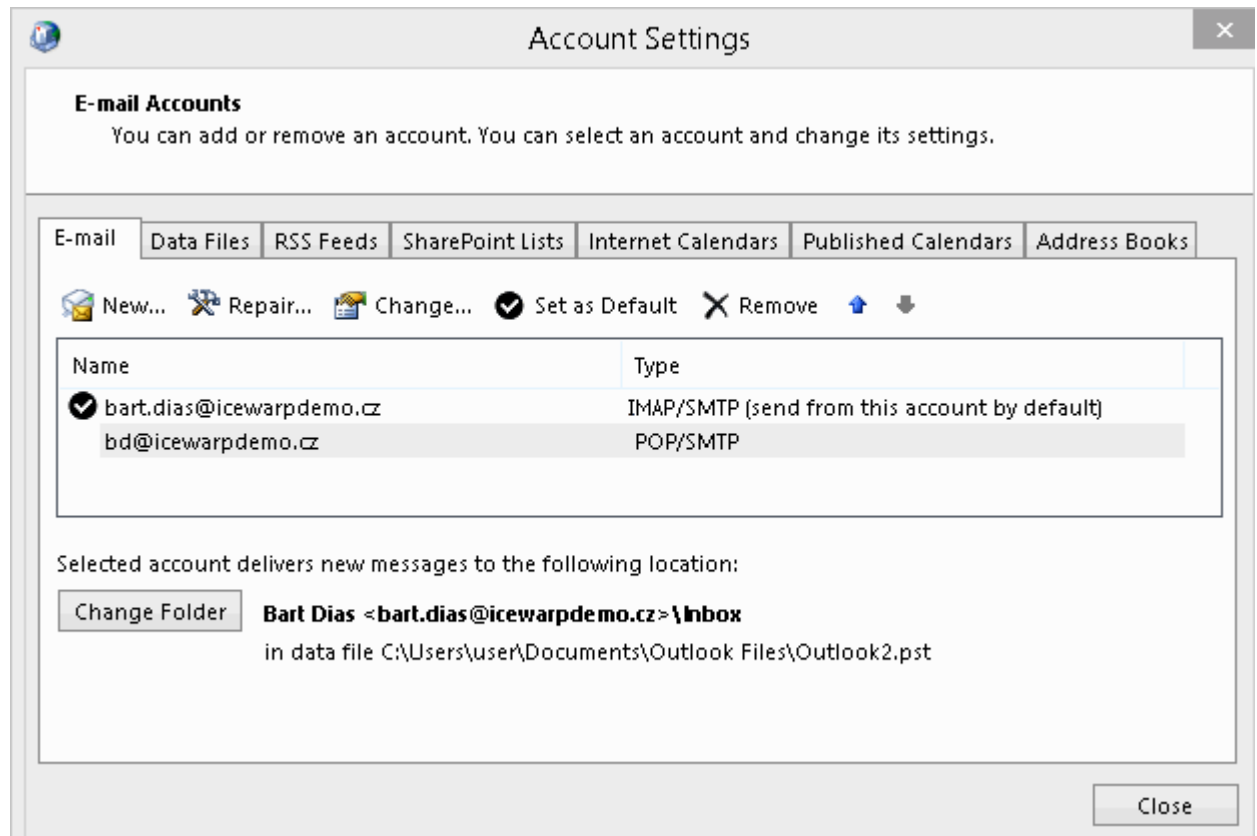 Account Settings
E-mail Accounts
You can add or remove an account. You can select an account and change its settings.
E-mail Data Files RSS Feeds SharePoint Lists Internet Calendars Published Calendars Address Books
New... Repair... Change... Set as Default Remove
Name Type
bart.dias@icewarpdemo.cz IMAP/SMTP (send from this account by default)
bd@icewarpdemo.cz POP/SMTP
Selected account delivers new messages to the following location:
Change Folder Bart Dias <bart.dias@icewarpdemo.cz>\Inbox
in data file C:\Users\user\Documents\Outlook Files\Outlook2.pst
Close